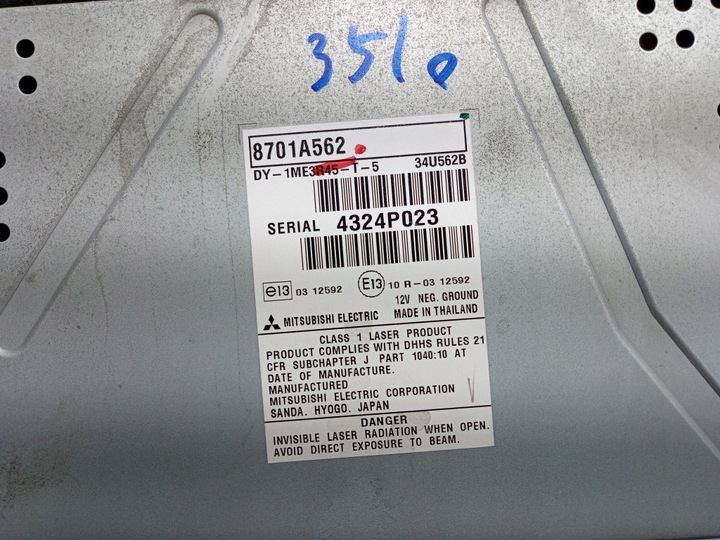 351
8701A562
DY-1ME3R45-T-5 34U562B
SERIAL 4324P023
e13 03 12592 E13 10 R-03 12592
12V NEG. GROUND
MITSUBISHI ELECTRIC MADE IN THAILAND
CLASS 1 LASER PRODUCT
PRODUCT COMPLIES WITH DHHS RULES 21
CFR SUBCHAPTER J PART 1040:10 AT
DATE OF MANUFACTURE.
MANUFACTURED
MITSUBISHI ELECTRIC CORPORATION
SANDA. HYOGO. JAPAN
DANGER
INVISIBLE LASER RADIATION WHEN OPEN.
AVOID DIRECT EXPOSURE TO BEAM.